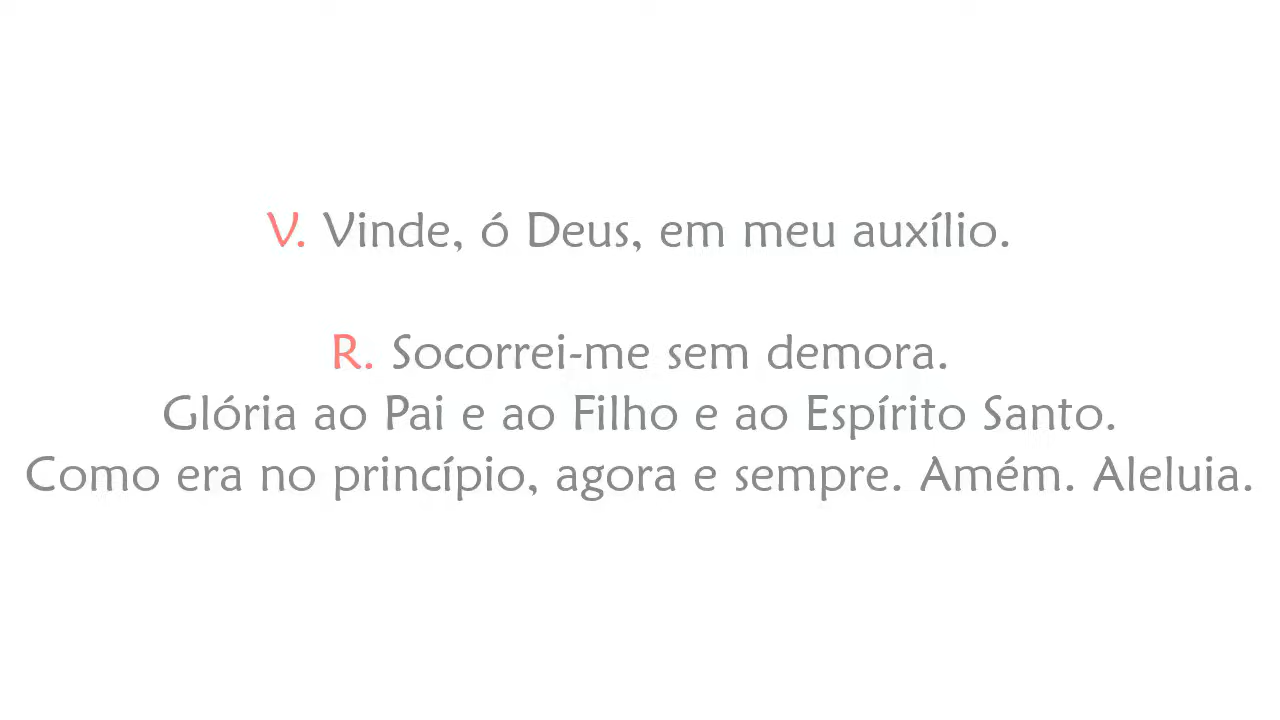 V. Vinde, ó Deus, em meu auxílio.
R. Socorrei-me sem demora.
Glória ao Pai e ao Filho e ao Espírito Santo.
Como era no princípio, agora e sempre. Amém. Aleluia.